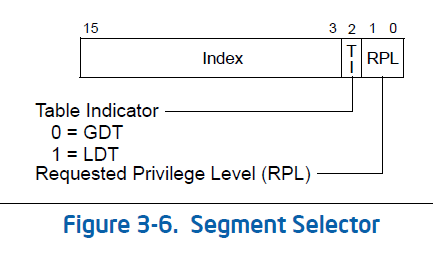 15 3 2 1 0
Index TI RPL
Table Indicator
0 = GDT
1 = LDT
Requested Privilege Level (RPL)
Figure 3-6. Segment Selector